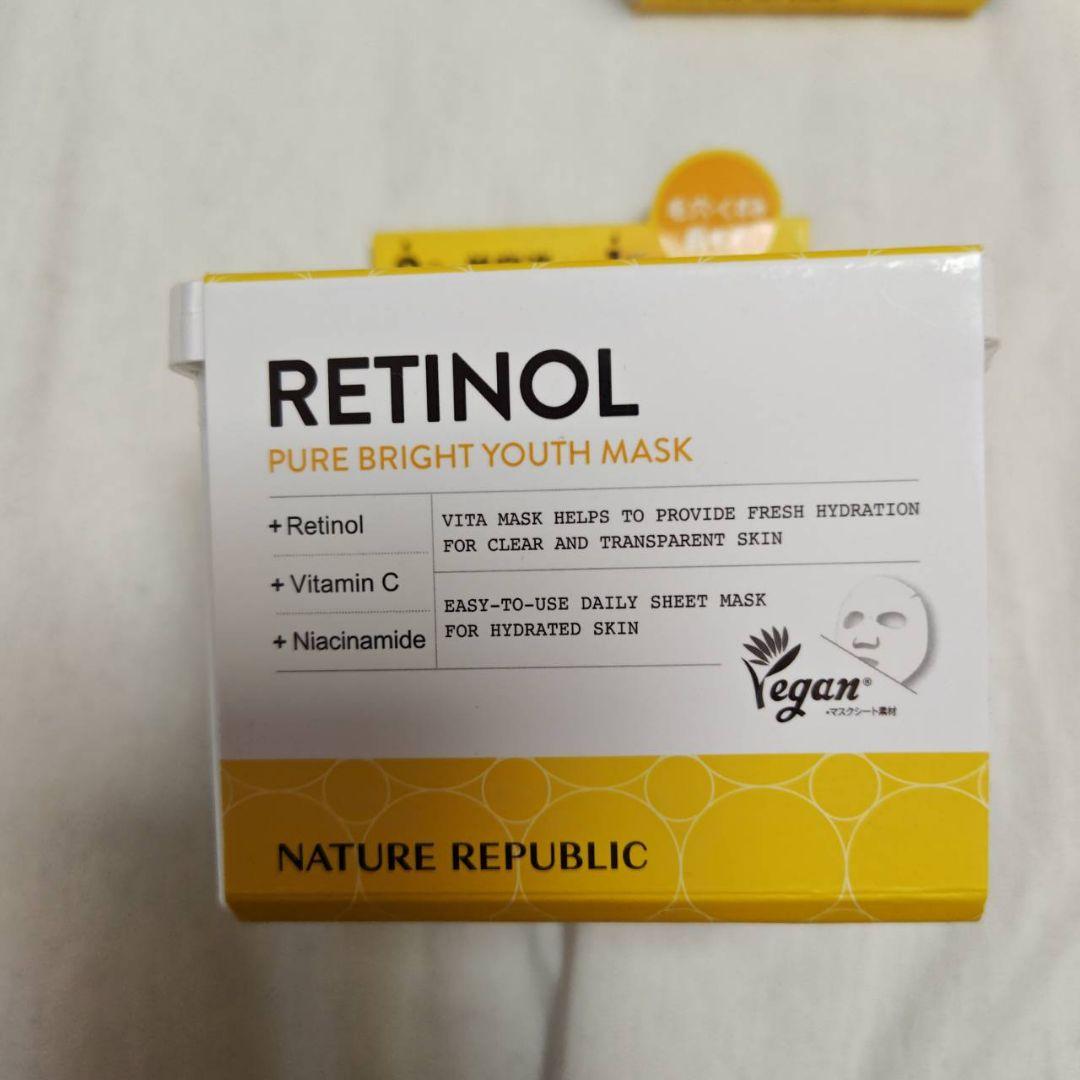 RETINOL
PURE BRIGHT YOUTH MASK
+ Retinol
+ Vitamin C
+ Niacinamide
VITA MASK HELPS TO PROVIDE FRESH HYDRATION
FOR CLEAR AND TRANSPARENT SKIN
EASY-TO-USE DAILY SHEET MASK
FOR HYDRATED SKIN
Vegan®
*マスクシート素材
NATURE REPUBLIC